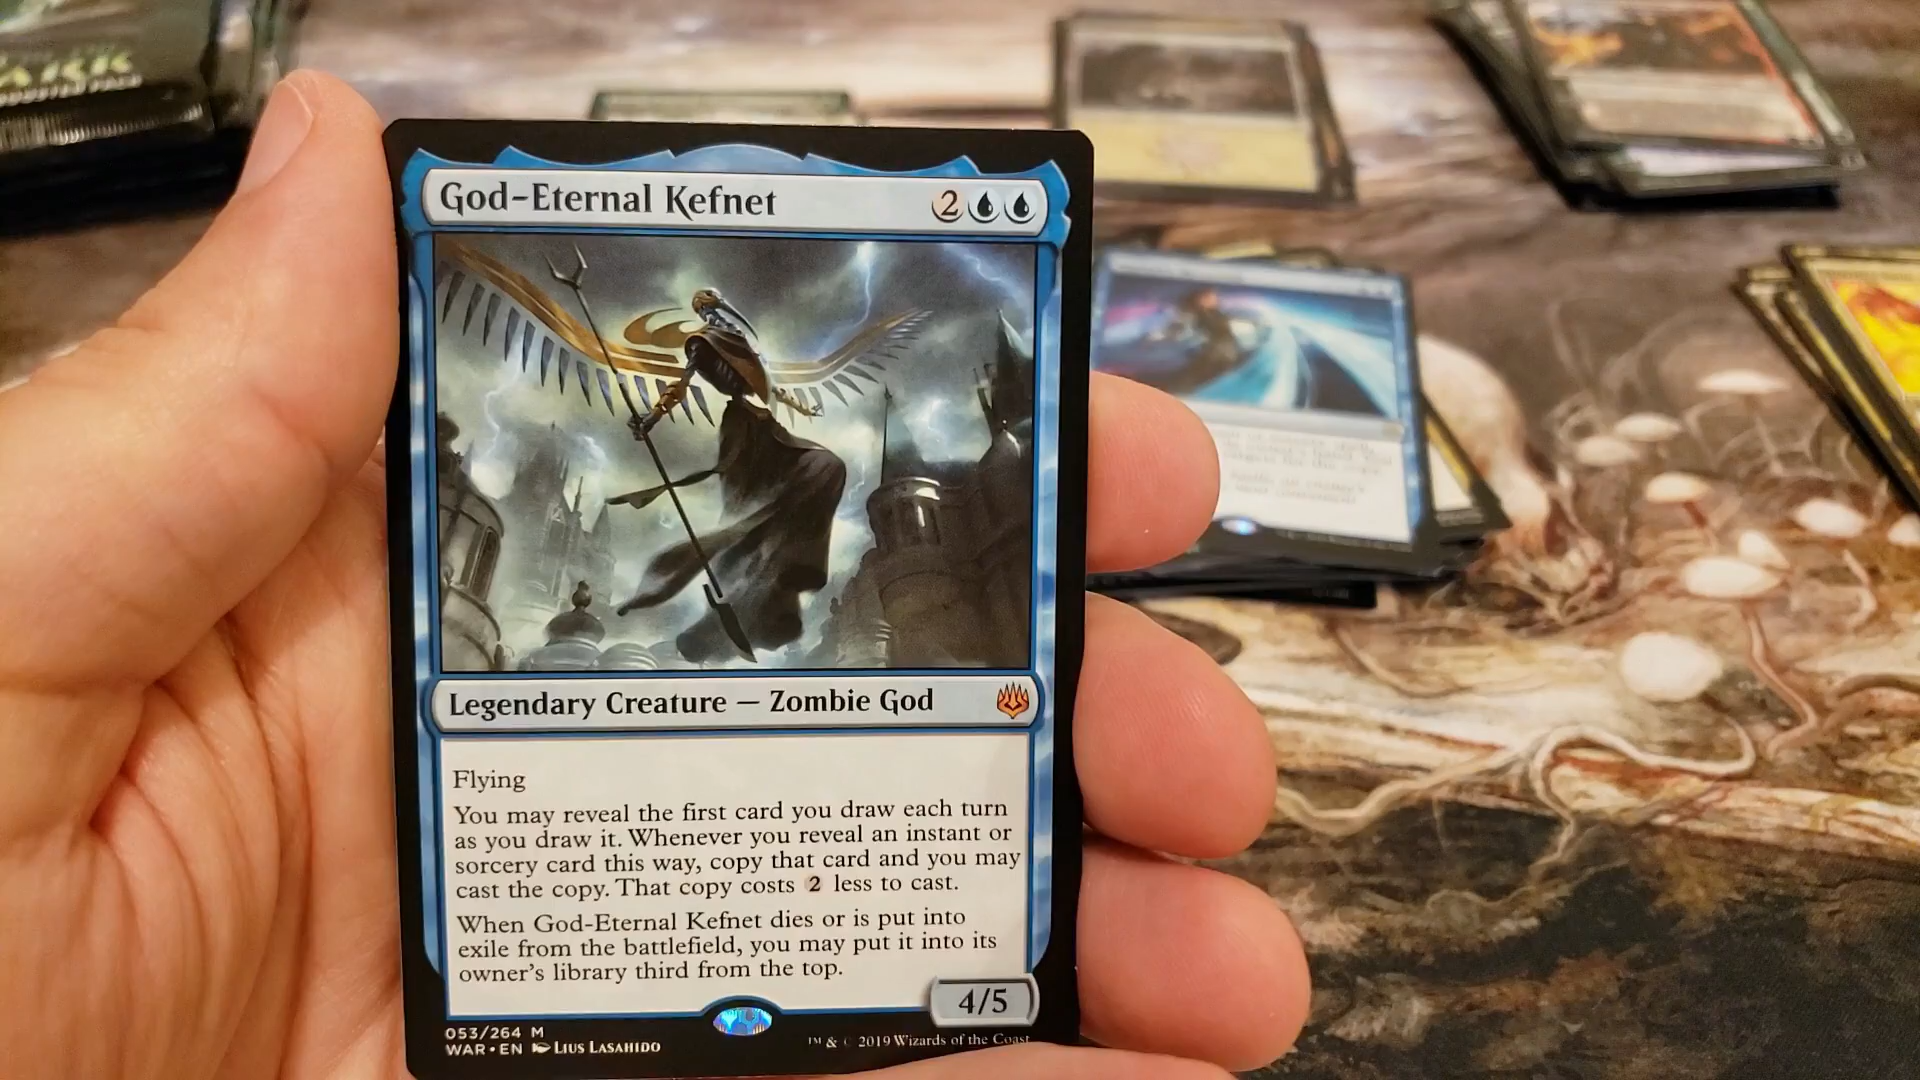 God-Eternal Kefnet 2
Legendary Creature — Zombie God
Flying
You may reveal the first card you draw each turn
as you draw it. Whenever you reveal an instant or
sorcery card this way, copy that card and you may
cast the copy. That copy costs 2 less to cast.
When God-Eternal Kefnet dies or is put into
exile from the battlefield, you may put it into its
owner's library third from the top.
4/5
053/264 M
WAR • EN Lius Lasahido
™ & © 2019 Wizards of the Coast